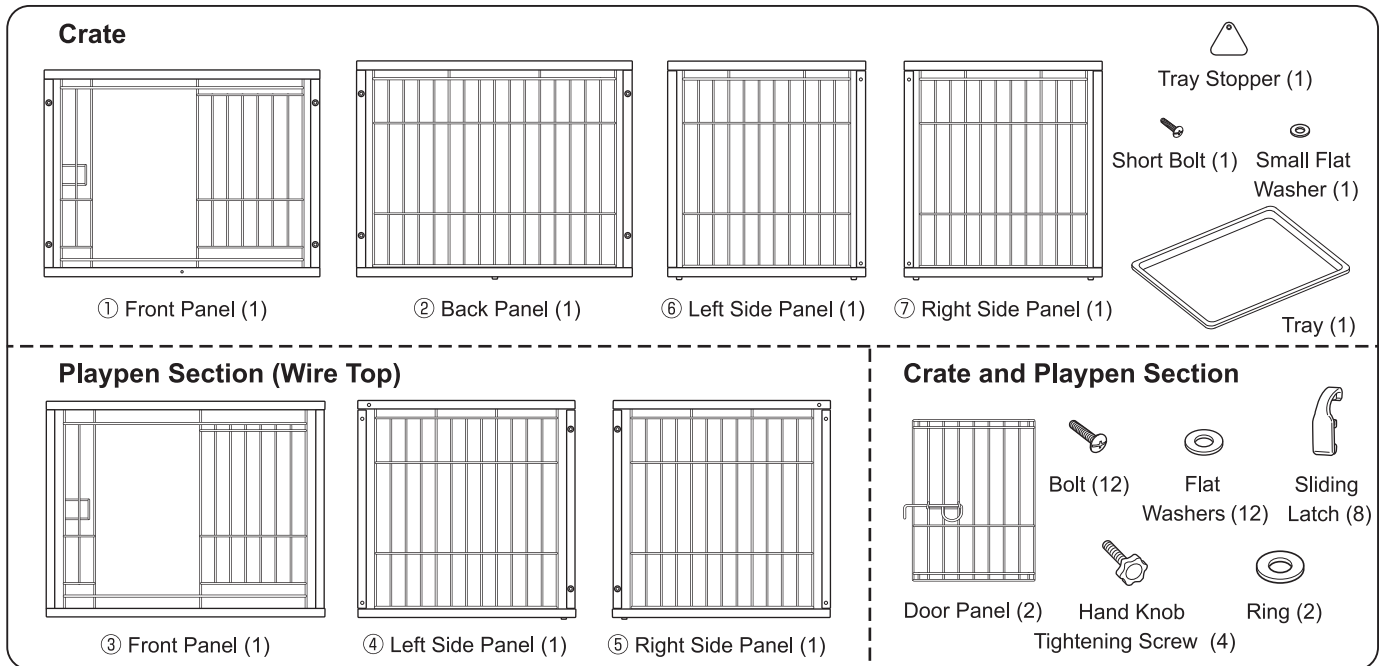 Crate
Tray Stopper (1)
Short Bolt (1)
Small Flat
Washer (1)
① Front Panel (1)
② Back Panel (1)
⑥ Left Side Panel (1)
⑦ Right Side Panel (1)
Tray (1)
Playpen Section (Wire Top)
③ Front Panel (1)
④ Left Side Panel (1)
⑤ Right Side Panel (1)
Crate and Playpen Section
Bolt (12)
Flat
Washers (12)
Sliding
Latch (8)
Door Panel (2)
Hand Knob
Tightening Screw (4)
Ring (2)